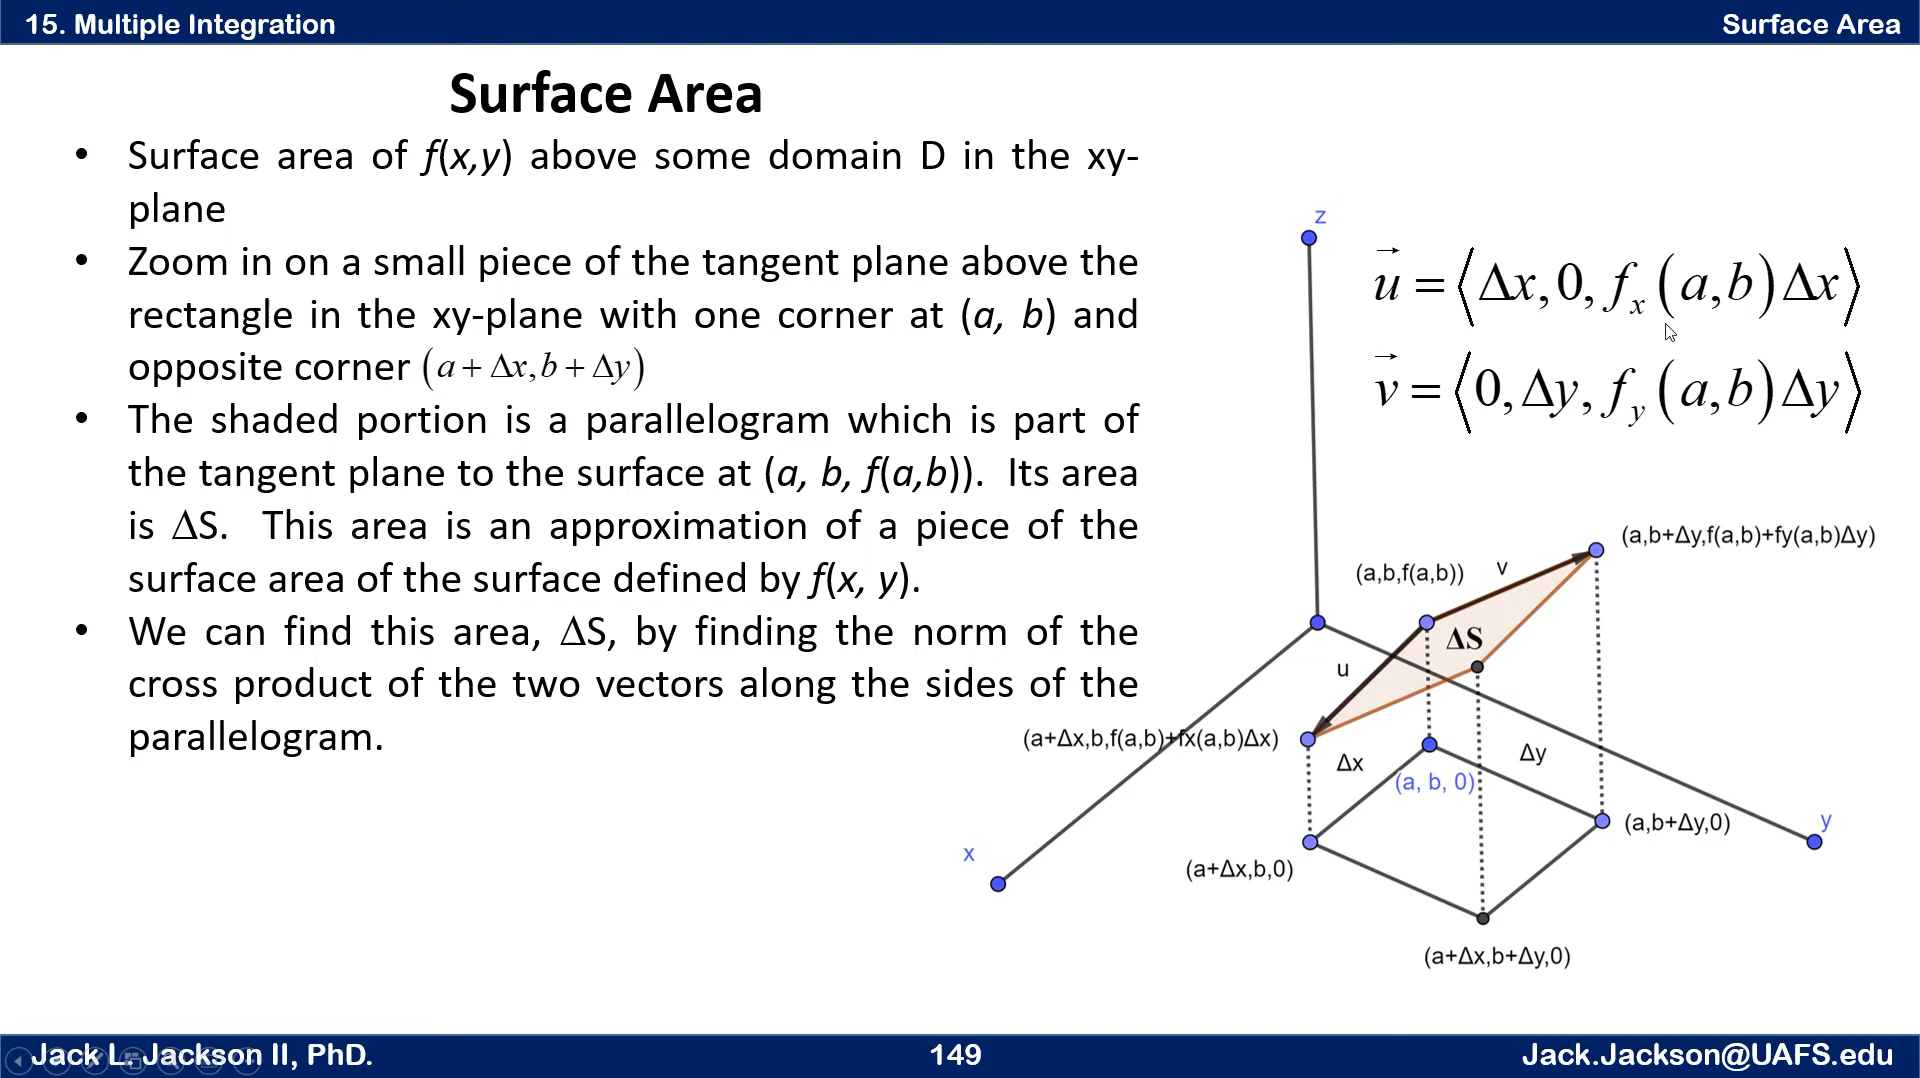 15. Multiple Integration
Surface Area
Surface Area
• Surface area of f(x,y) above some domain D in the xy-
plane
• Zoom in on a small piece of the tangent plane above the
rectangle in the xy-plane with one corner at (a, b) and
opposite corner (a + Δx, b + Δy)
• The shaded portion is a parallelogram which is part of
the tangent plane to the surface at (a, b, f(a,b)). Its area
is ΔS. This area is an approximation of a piece of the
surface area of the surface defined by f(x, y).
• We can find this area, ΔS, by finding the norm of the
cross product of the two vectors along the sides of the
parallelogram.
z
u⃗ = ⟨Δx, 0, fₓ(a,b)Δx⟩
v⃗ = ⟨0, Δy, f_y(a,b)Δy⟩
(a,b+Δy,f(a,b)+fy(a,b)Δy)
(a,b,f(a,b))
v
ΔS
u
(a+Δx,b,f(a,b)+fx(a,b)Δx)
Δx
Δy
(a, b, 0)
(a,b+Δy,0)
y
x
(a+Δx,b,0)
(a+Δx,b+Δy,0)
Jack L. Jackson II, PhD.
149
Jack.Jackson@UAFS.edu